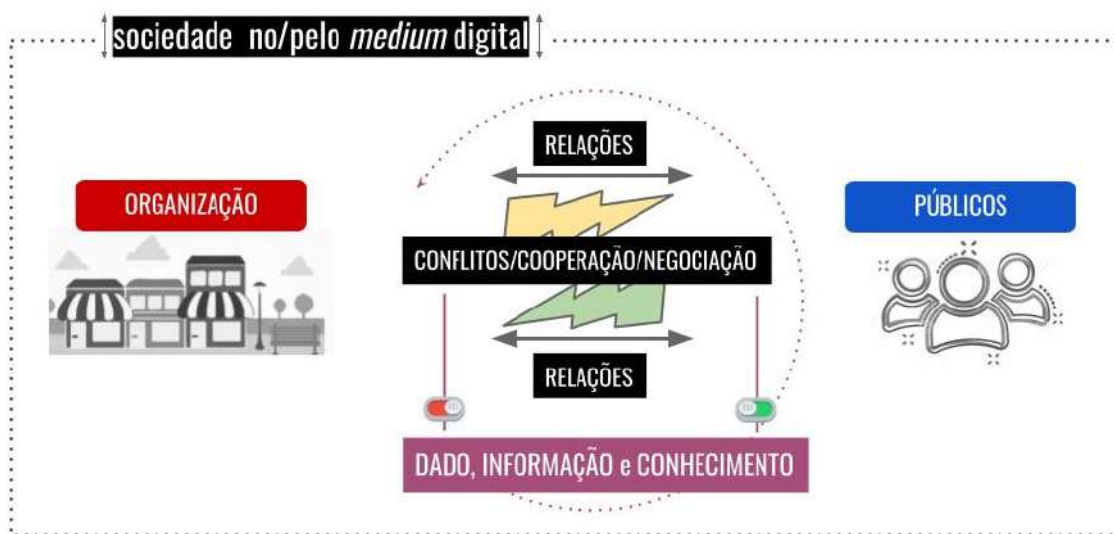 sociedade no/pelo medium digital
RELAÇÕES
ORGANIZAÇÃO
PÚBLICOS
CONFLITOS/COOPERAÇÃO/NEGOCIAÇÃO
RELAÇÕES
DADO, INFORMAÇÃO e CONHECIMENTO